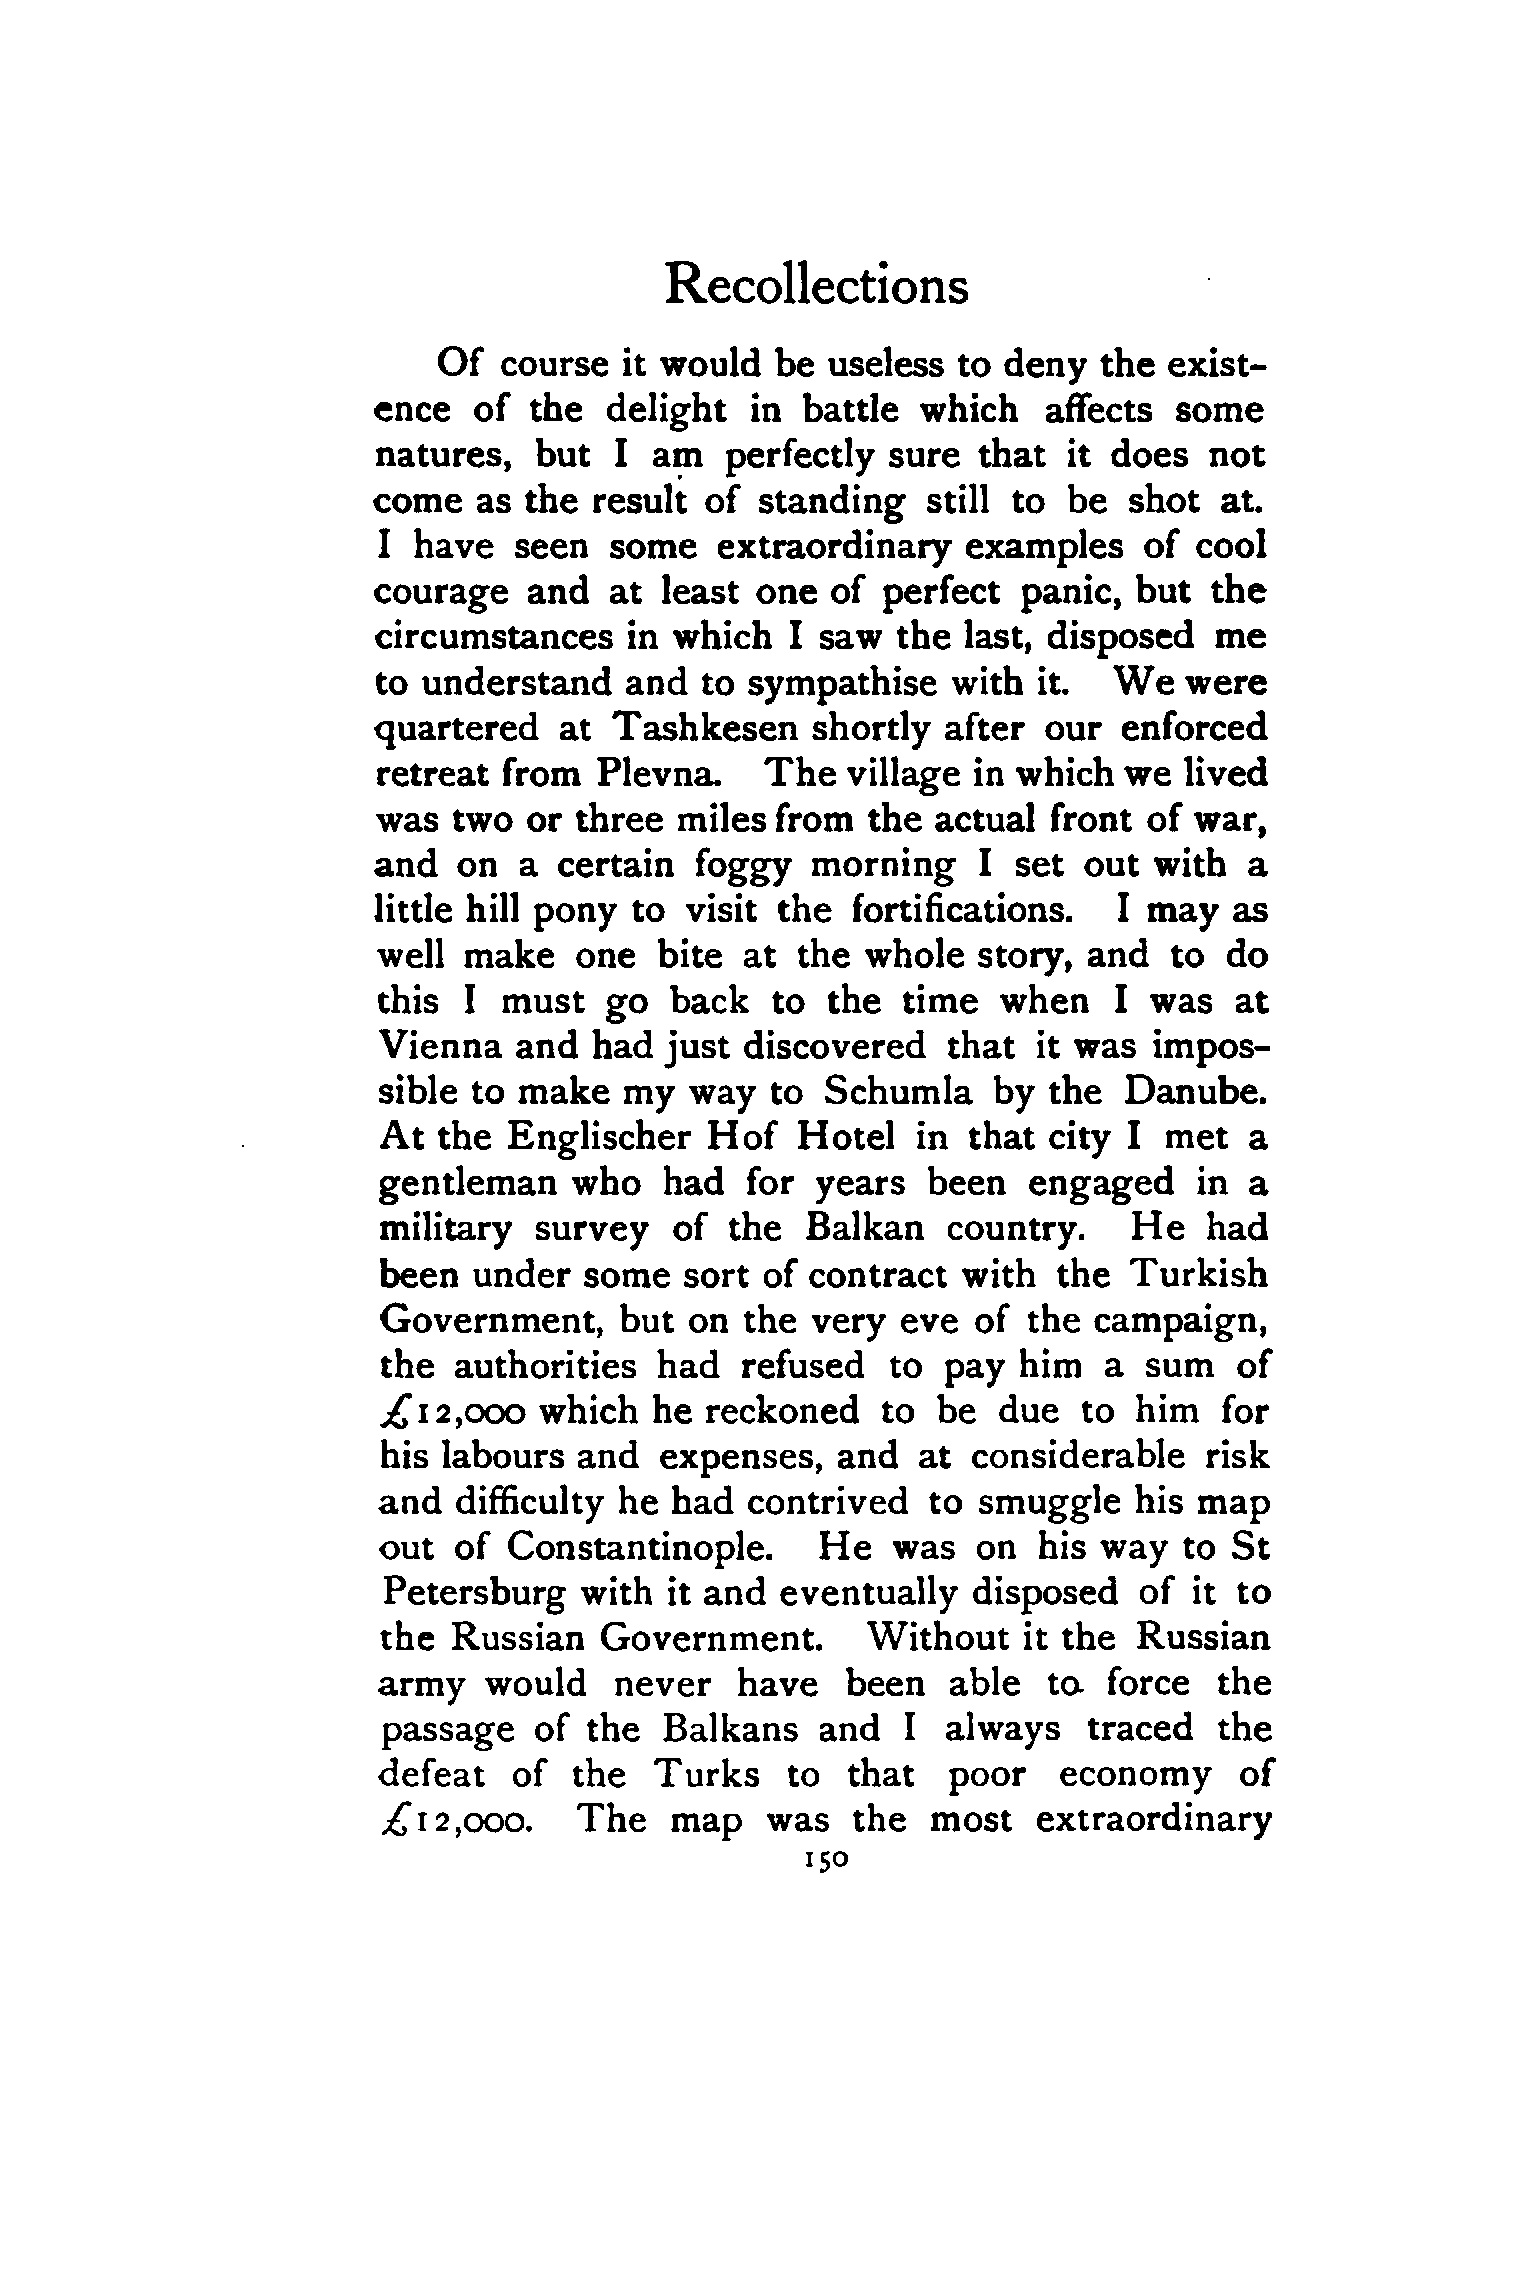 Recollections
Of course it would be useless to deny the exist-
ence of the delight in battle which affects some
natures, but I am perfectly sure that it does not
come as the result of standing still to be shot at.
I have seen some extraordinary examples of cool
courage and at least one of perfect panic, but the
circumstances in which I saw the last, disposed me
to understand and to sympathise with it. We were
quartered at Tashkesen shortly after our enforced
retreat from Plevna. The village in which we lived
was two or three miles from the actual front of war,
and on a certain foggy morning I set out with a
little hill pony to visit the fortifications. I may as
well make one bite at the whole story, and to do
this I must go back to the time when I was at
Vienna and had just discovered that it was impos-
sible to make my way to Schumla by the Danube.
At the Englischer Hof Hotel in that city I met a
gentleman who had for years been engaged in a
military survey of the Balkan country. He had
been under some sort of contract with the Turkish
Government, but on the very eve of the campaign,
the authorities had refused to pay him a sum of
£12,000 which he reckoned to be due to him for
his labours and expenses, and at considerable risk
and difficulty he had contrived to smuggle his map
out of Constantinople. He was on his way to St
Petersburg with it and eventually disposed of it to
the Russian Government. Without it the Russian
army would never have been able to force the
passage of the Balkans and I always traced the
defeat of the Turks to that poor economy of
£12,000. The map was the most extraordinary
150